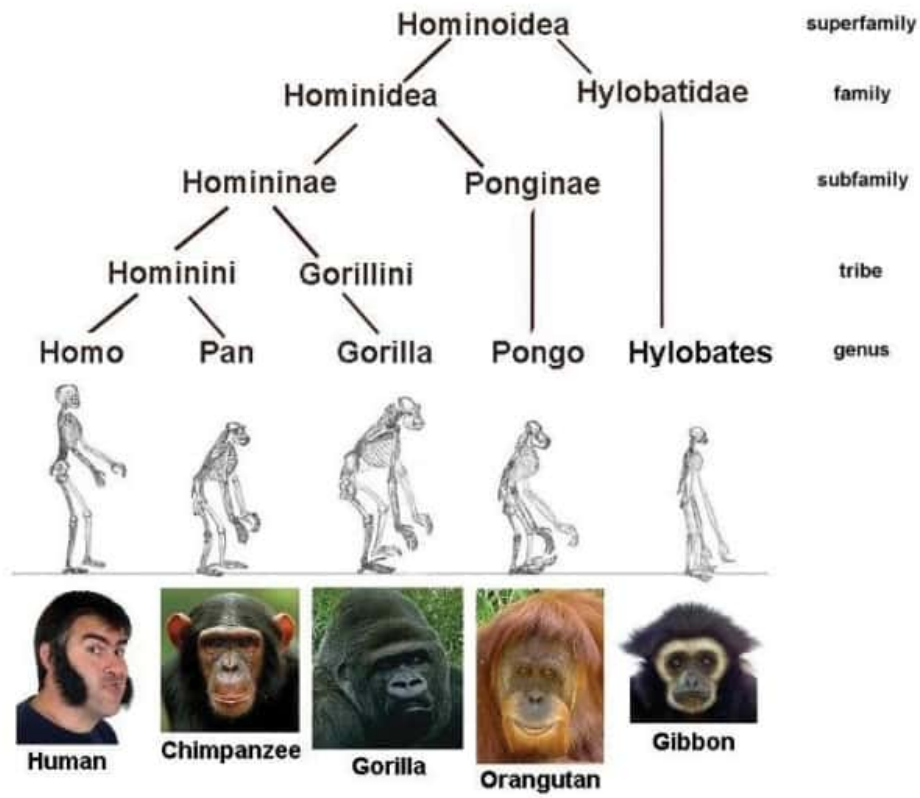 Hominoidea superfamily
Hominidea Hylobatidae family
Homininae Ponginae subfamily
Hominini Gorillini tribe
Homo Pan Gorilla Pongo Hylobates genus
Human Chimpanzee Gorilla Orangutan Gibbon